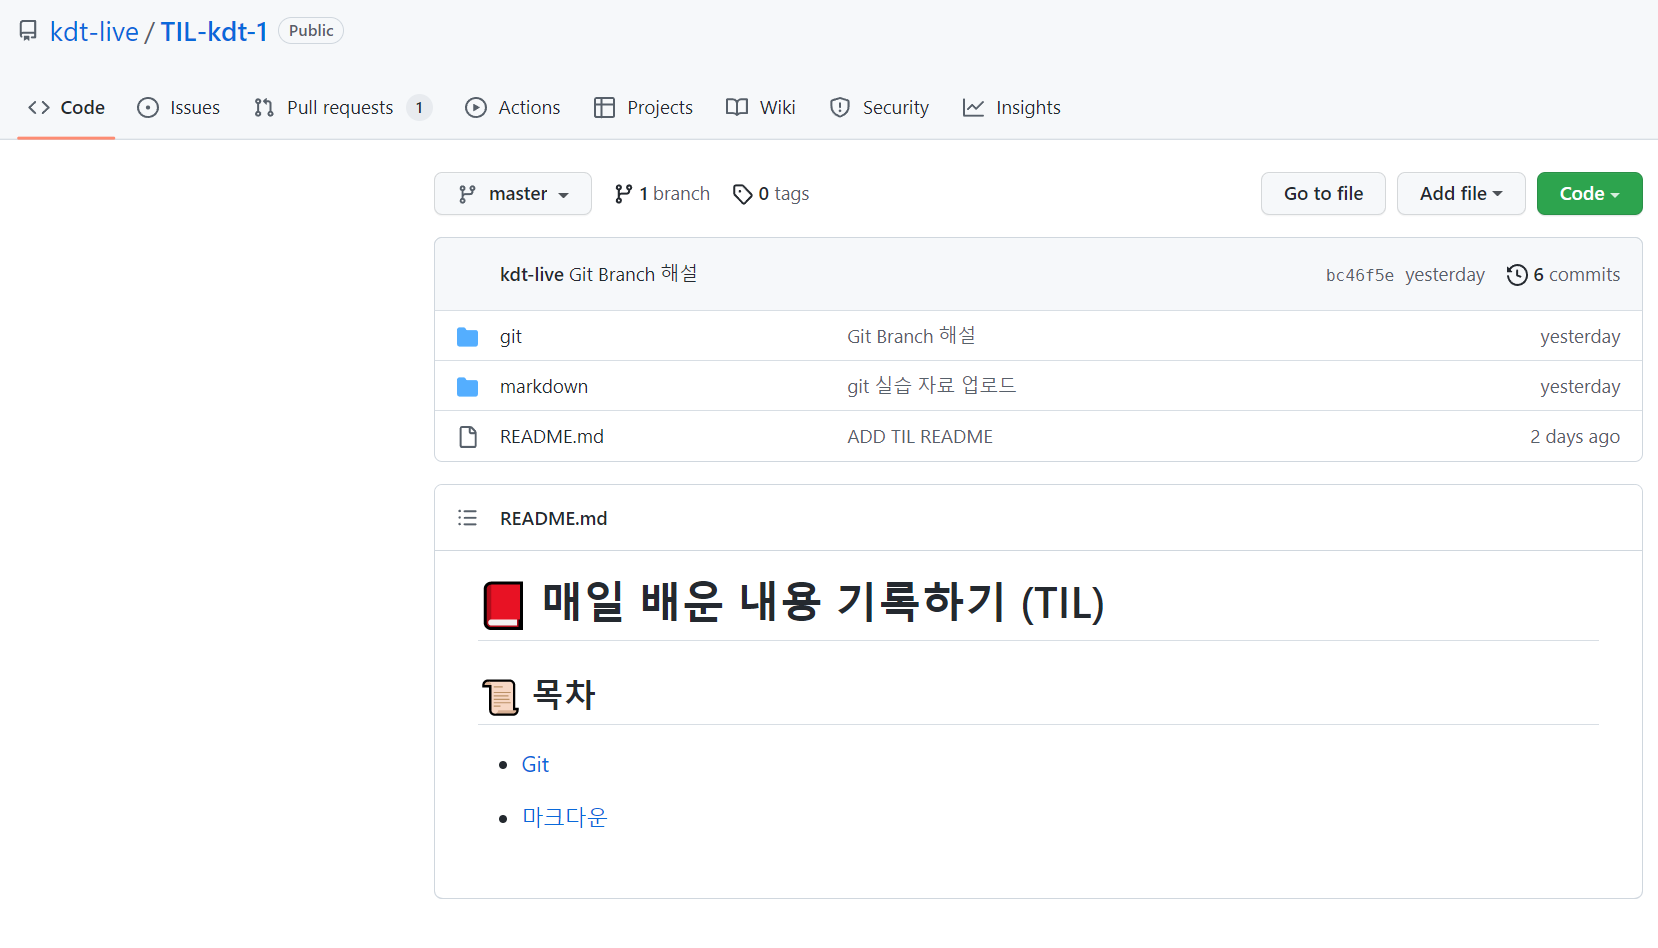 kdt-live / TIL-kdt-1 Public
Code Issues Pull requests 1 Actions Projects Wiki Security Insights
master 1 branch 0 tags Go to file Add file Code
kdt-live Git Branch 해설 bc46f5e yesterday 6 commits
git Git Branch 해설 yesterday
markdown git 실습 자료 업로드 yesterday
README.md ADD TIL README 2 days ago
README.md
매일 배운 내용 기록하기 (TIL)
목차
Git
마크다운